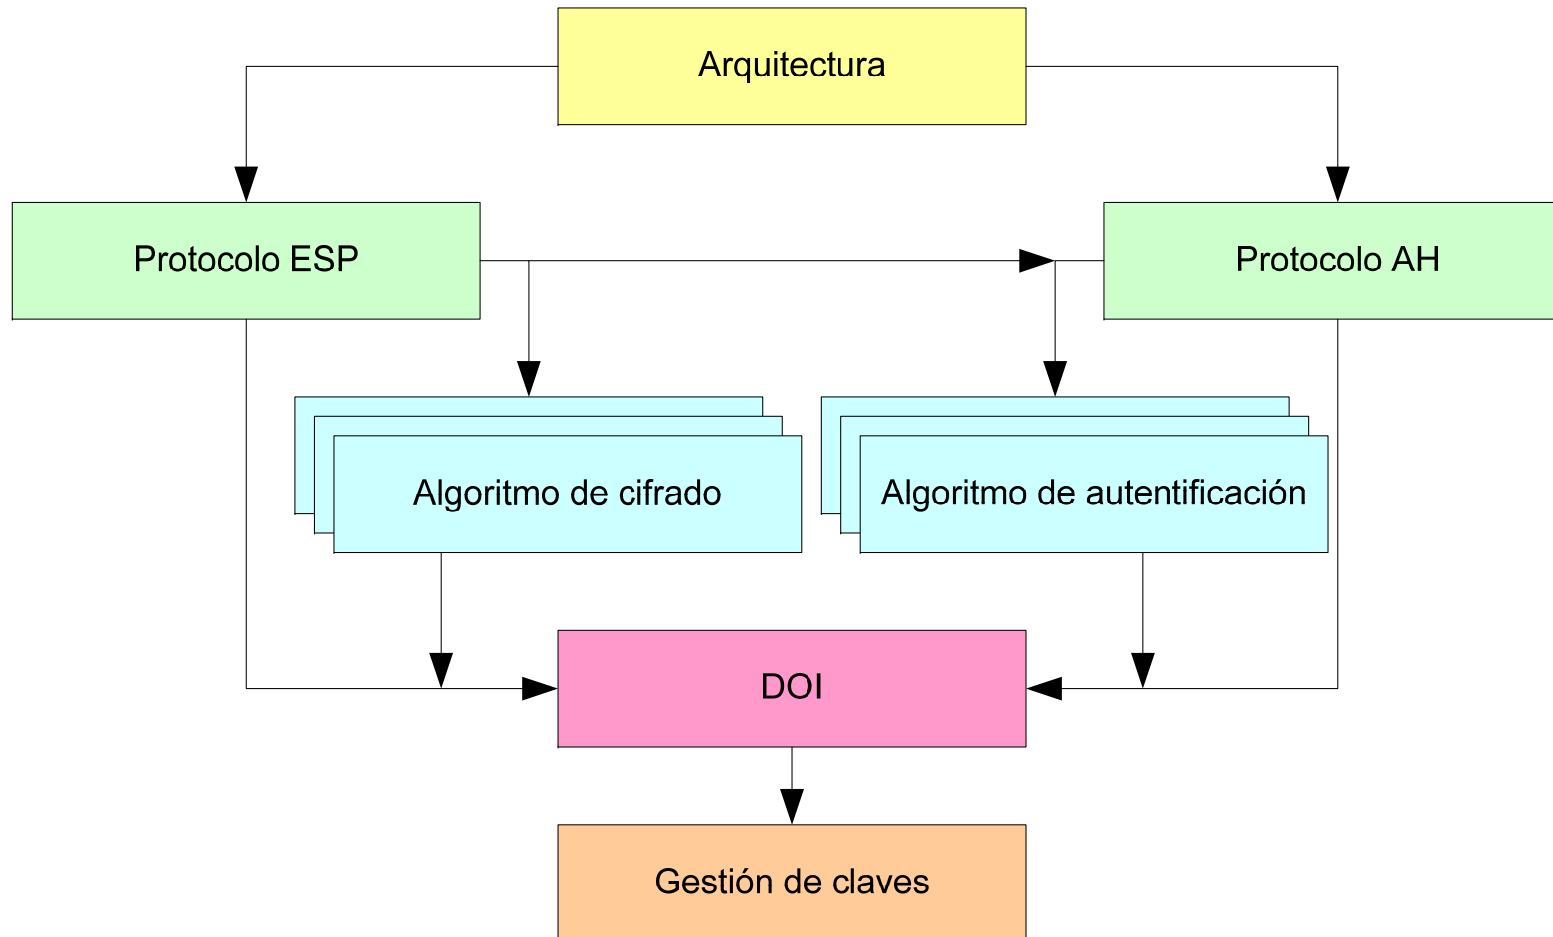 Arquitectura
Protocolo ESP
Protocolo AH
Algoritmo de cifrado
Algoritmo de autentificación
DOI
Gestión de claves